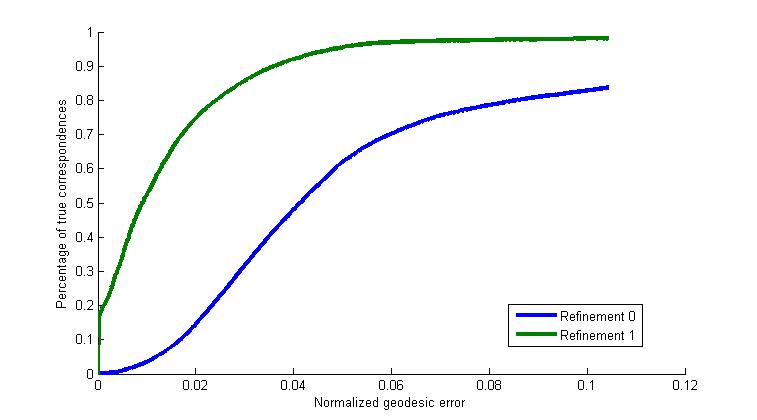 1
0.9
0.8
0.7
0.6
0.5
0.4
0.3
0.2
0.1
0
Percentage of true correspondences
0 0.02 0.04 0.06 0.08 0.1 0.12
Normalized geodesic error
Refinement 0
Refinement 1